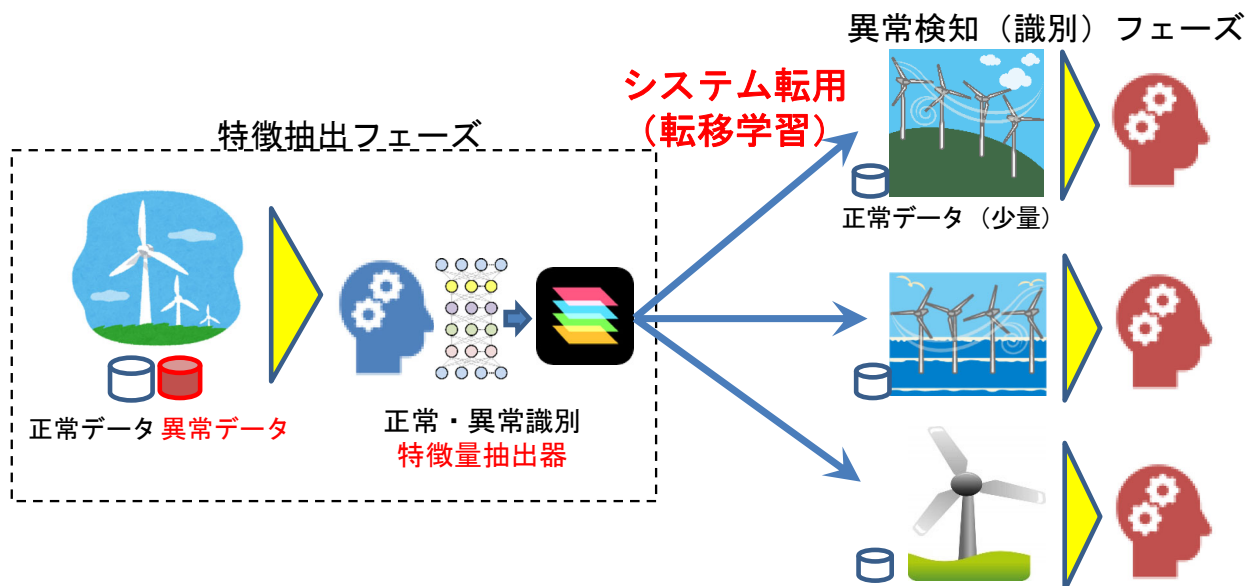 異常検知（識別）フェーズ
システム転用
（転移学習）
特徴抽出フェーズ
正常データ（少量）
正常データ 異常データ
正常・異常識別
特徴量抽出器